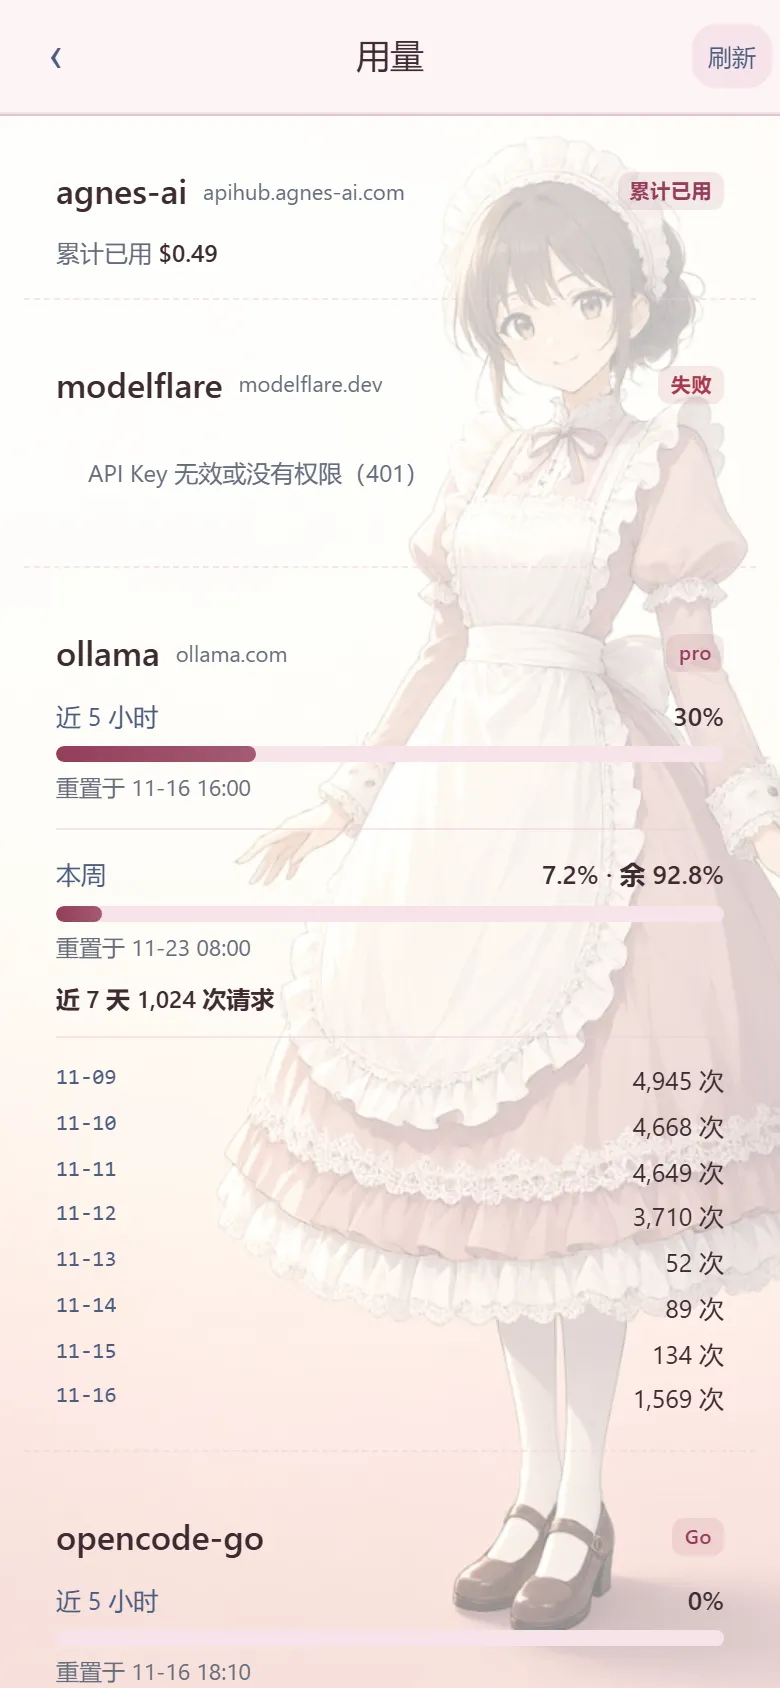 ‹ 用量 刷新
agnes-ai apihub.agnes-ai.com 累计已用
累计已用 $0.49
modelflare modelflare.dev 失败
API Key 无效或没有权限（401）
ollama ollama.com pro
近 5 小时 30%
重置于 11-16 16:00
本周 7.2% · 余 92.8%
重置于 11-23 08:00
近 7 天 1,024 次请求
11-09 4,945 次
11-10 4,668 次
11-11 4,649 次
11-12 3,710 次
11-13 52 次
11-14 89 次
11-15 134 次
11-16 1,569 次
opencode-go Go
近 5 小时 0%
重置于 11-16 18:10